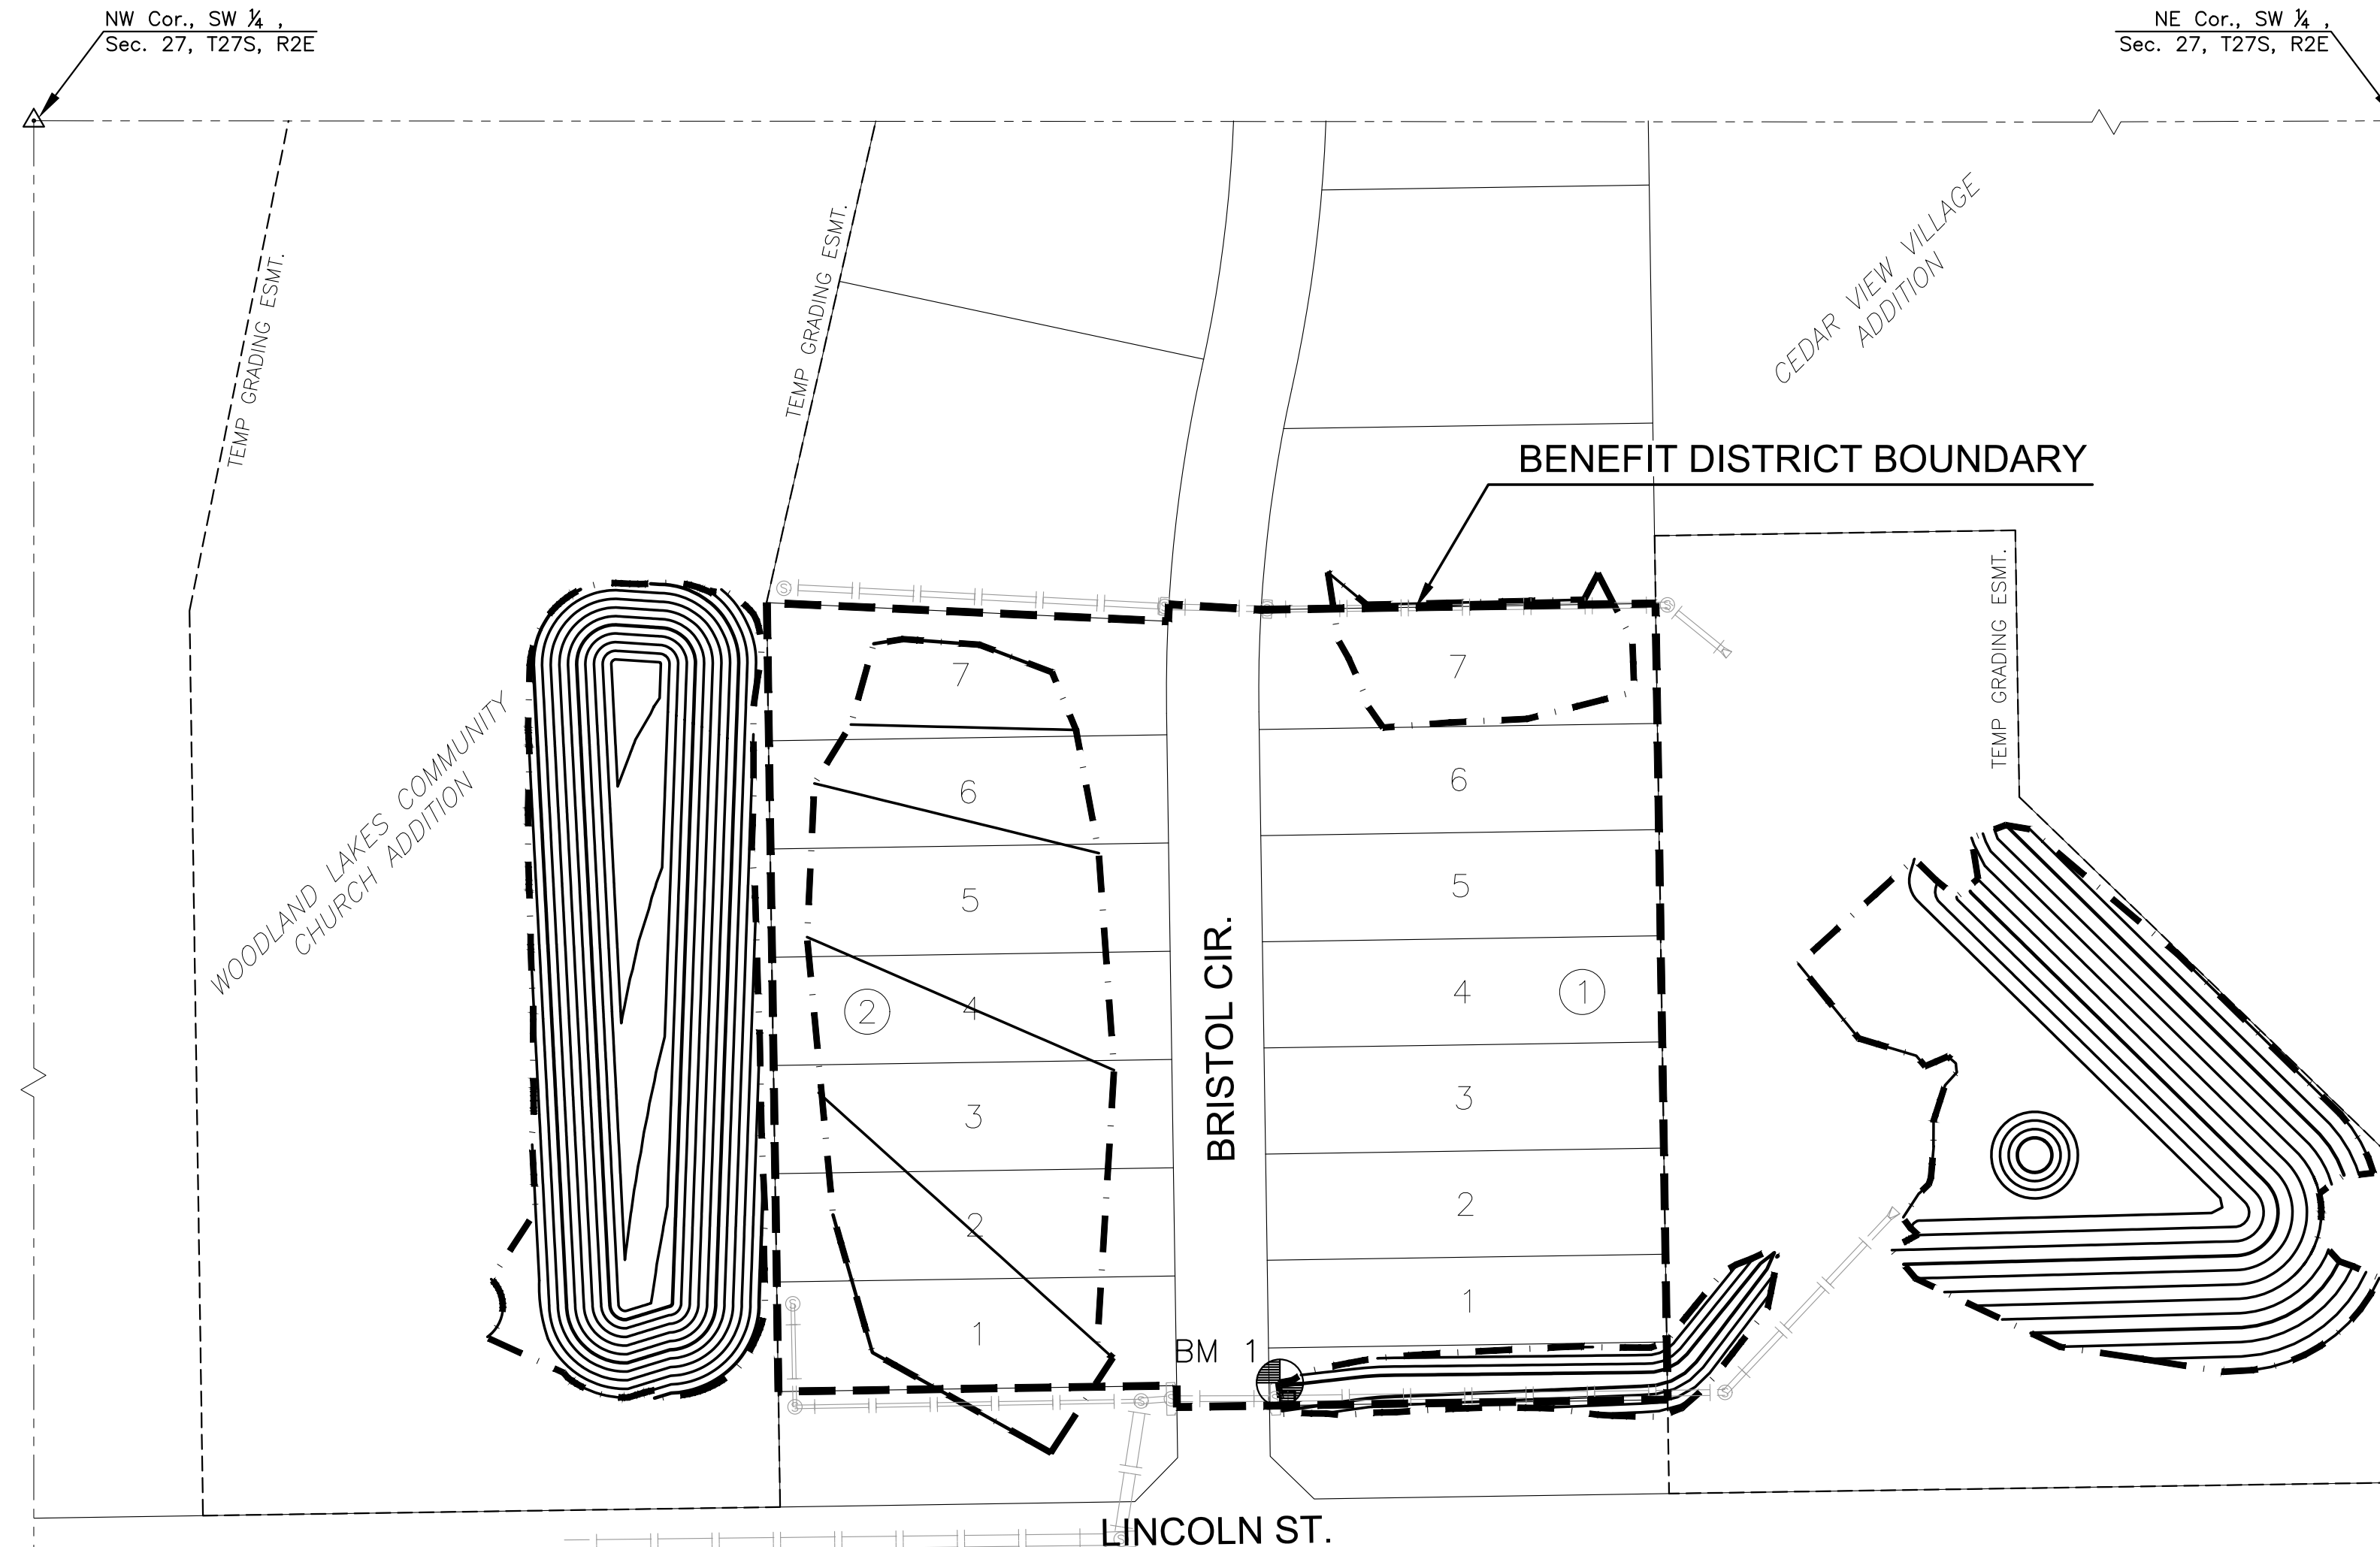 NW Cor., SW ¼ ,
Sec. 27, T27S, R2E
NE Cor., SW ¼ ,
Sec. 27, T27S, R2E
TEMP GRADING ESMT.
TEMP GRADING ESMT.
CEDAR VIEW VILLAGE
ADDITION
BENEFIT DISTRICT BOUNDARY
TEMP GRADING ESMT.
WOODLAND LAKES COMMUNITY
CHURCH ADDITION
7
6
5
4
2
3
2
1
BRISTOL CIR.
7
6
5
4
1
3
2
1
BM 1
S
S
S
S
S
S
S
S
S
S
LINCOLN ST.